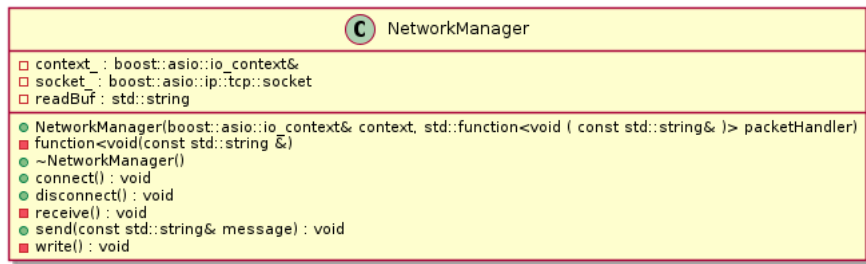 C NetworkManager
context_ : boost::asio::io_context&
socket_ : boost::asio::ip::tcp::socket
readBuf : std::string
NetworkManager(boost::asio::io_context& context, std::function<void ( const std::string& )> packetHandler)
function<void(const std::string &)
~NetworkManager()
connect() : void
disconnect() : void
receive() : void
send(const std::string& message) : void
write() : void